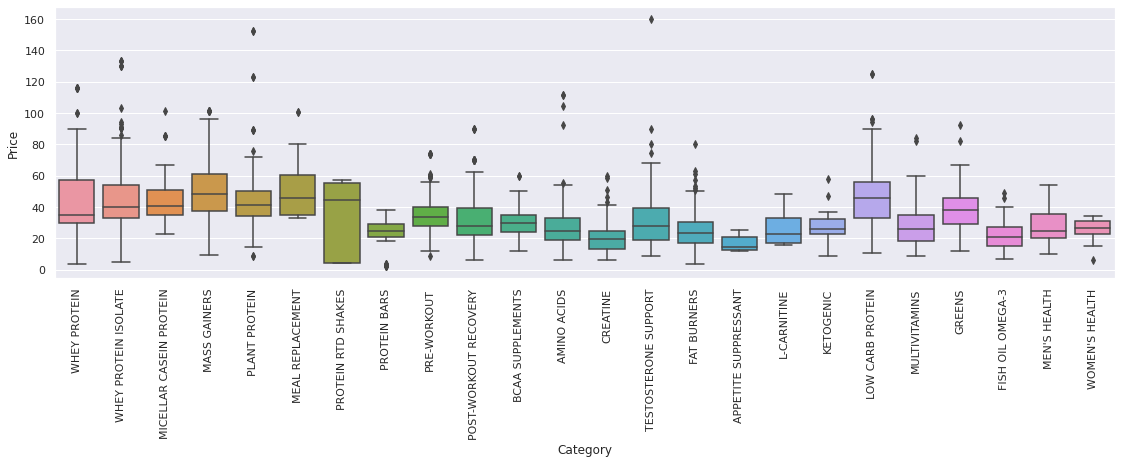 160
140
120
100
80
60
40
20
0
Price
WHEY PROTEIN
WHEY PROTEIN ISOLATE
MICELLAR CASEIN PROTEIN
MASS GAINERS
PLANT PROTEIN
MEAL REPLACEMENT
PROTEIN RTD SHAKES
PROTEIN BARS
PRE-WORKOUT
POST-WORKOUT RECOVERY
BCAA SUPPLEMENTS
AMINO ACIDS
CREATINE
TESTOSTERONE SUPPORT
FAT BURNERS
APPETITE SUPPRESSANT
L-CARNITINE
KETOGENIC
LOW CARB PROTEIN
MULTIVITAMINS
GREENS
FISH OIL OMEGA-3
MEN'S HEALTH
WOMEN'S HEALTH
Category